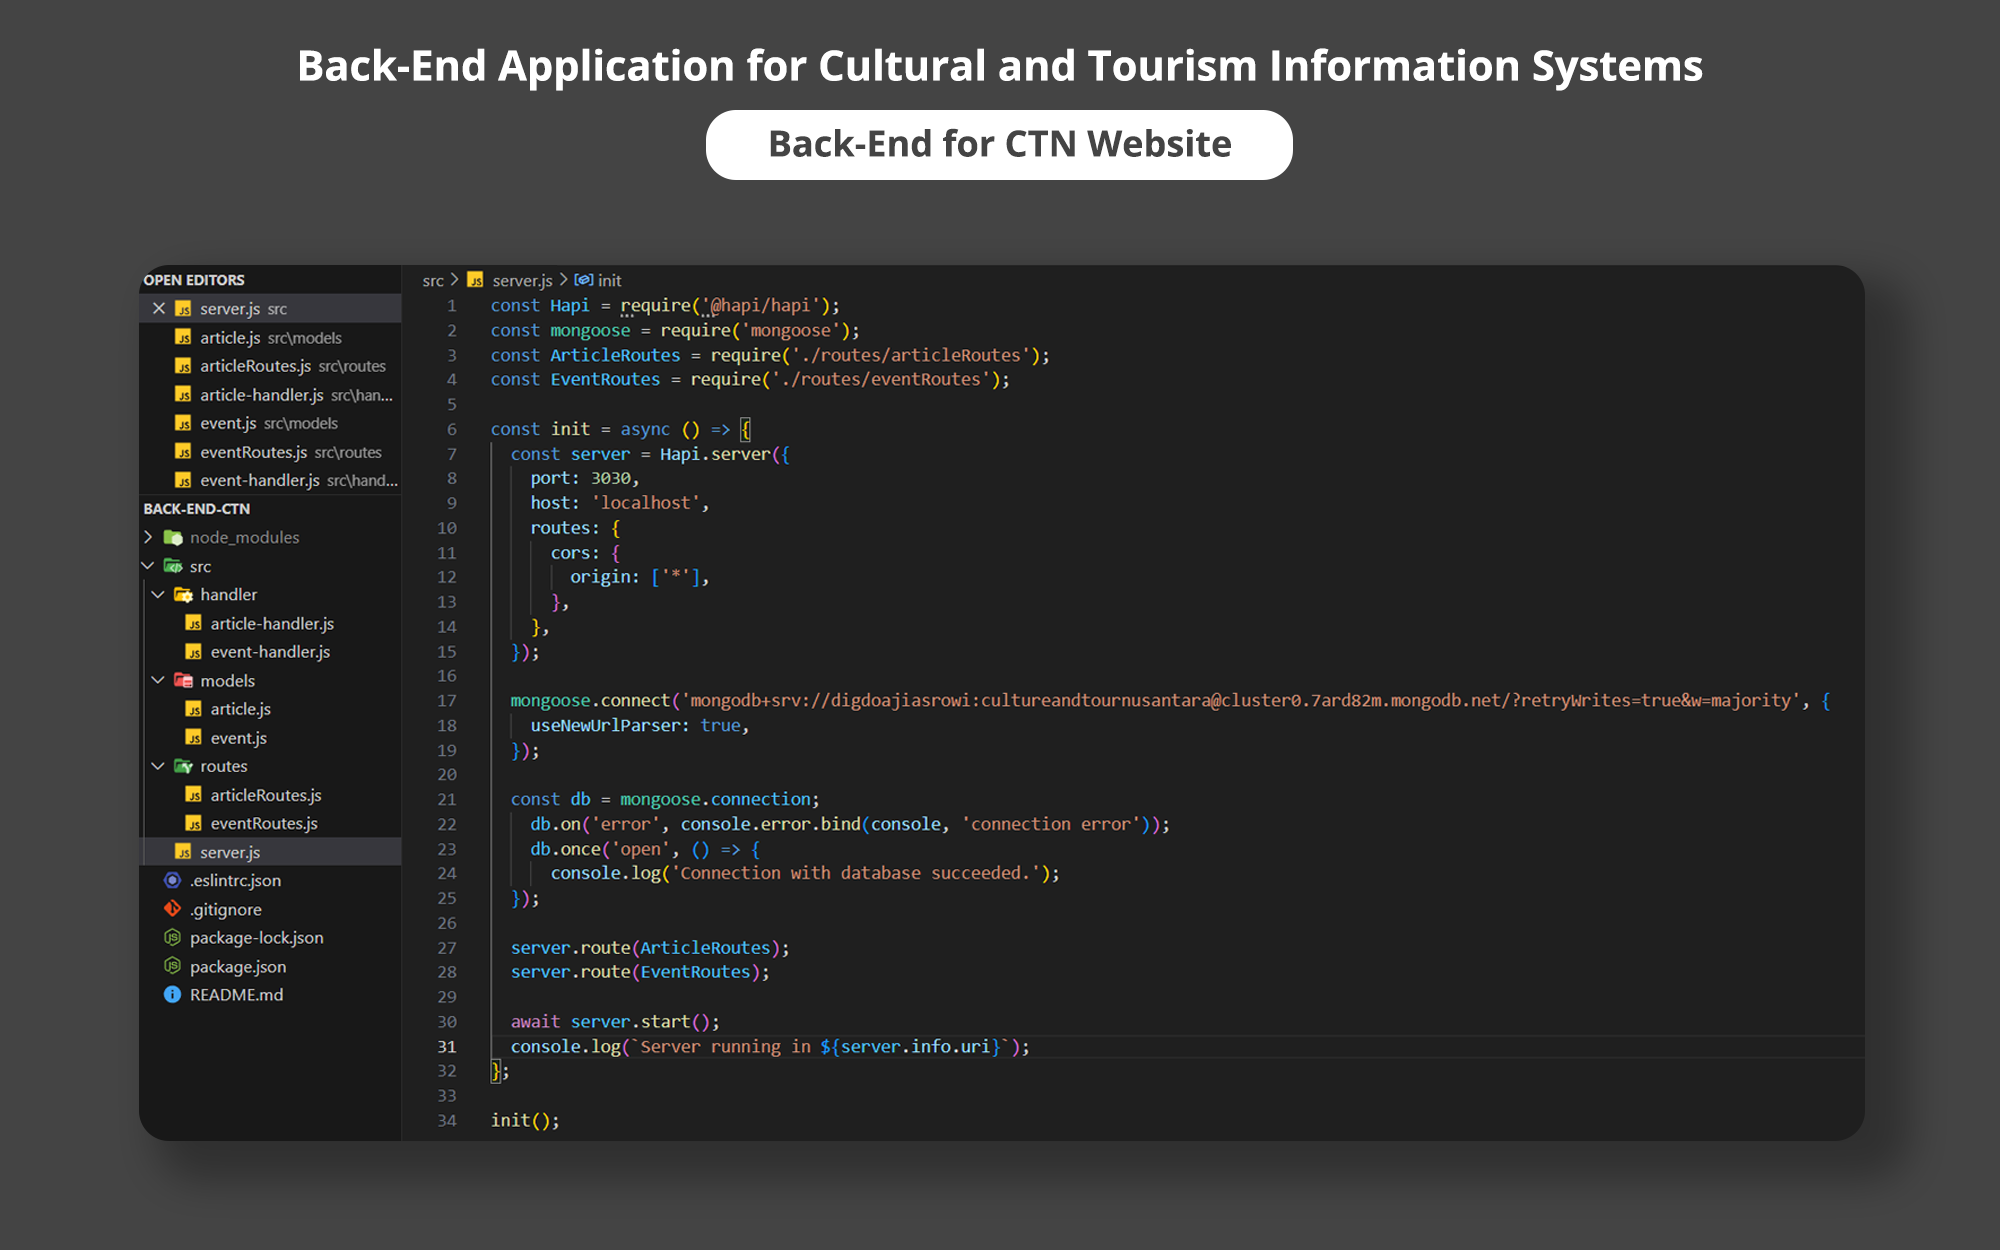 Back-End Application for Cultural and Tourism Information Systems
Back-End for CTN Website
OPEN EDITORS
server.js src
article.js src\models
articleRoutes.js src\routes
article-handler.js src\han...
event.js src\models
eventRoutes.js src\routes
event-handler.js src\hand...
BACK-END-CTN
node_modules
src
handler
article-handler.js
event-handler.js
models
article.js
event.js
routes
articleRoutes.js
eventRoutes.js
server.js
.eslintrc.json
.gitignore
package-lock.json
package.json
README.md
src > JS server.js > init
1 const Hapi = require('@hapi/hapi');
2 const mongoose = require('mongoose');
3 const ArticleRoutes = require('./routes/articleRoutes');
4 const EventRoutes = require('./routes/eventRoutes');
5
6 const init = async () => {
7   const server = Hapi.server({
8     port: 3030,
9     host: 'localhost',
10     routes: {
11       cors: {
12         origin: ['*'],
13       },
14     },
15   });
16
17   mongoose.connect('mongodb+srv://digdoajiasrowi:cultureandtournusantara@cluster0.7ard82m.mongodb.net/?retryWrites=true&w=majority', {
18     useNewUrlParser: true,
19   });
20
21   const db = mongoose.connection;
22     db.on('error', console.error.bind(console, 'connection error'));
23     db.once('open', () => {
24       console.log('Connection with database succeeded.');
25   });
26
27   server.route(ArticleRoutes);
28   server.route(EventRoutes);
29
30   await server.start();
31   console.log(`Server running in ${server.info.uri}`);
32 };
33
34 init();